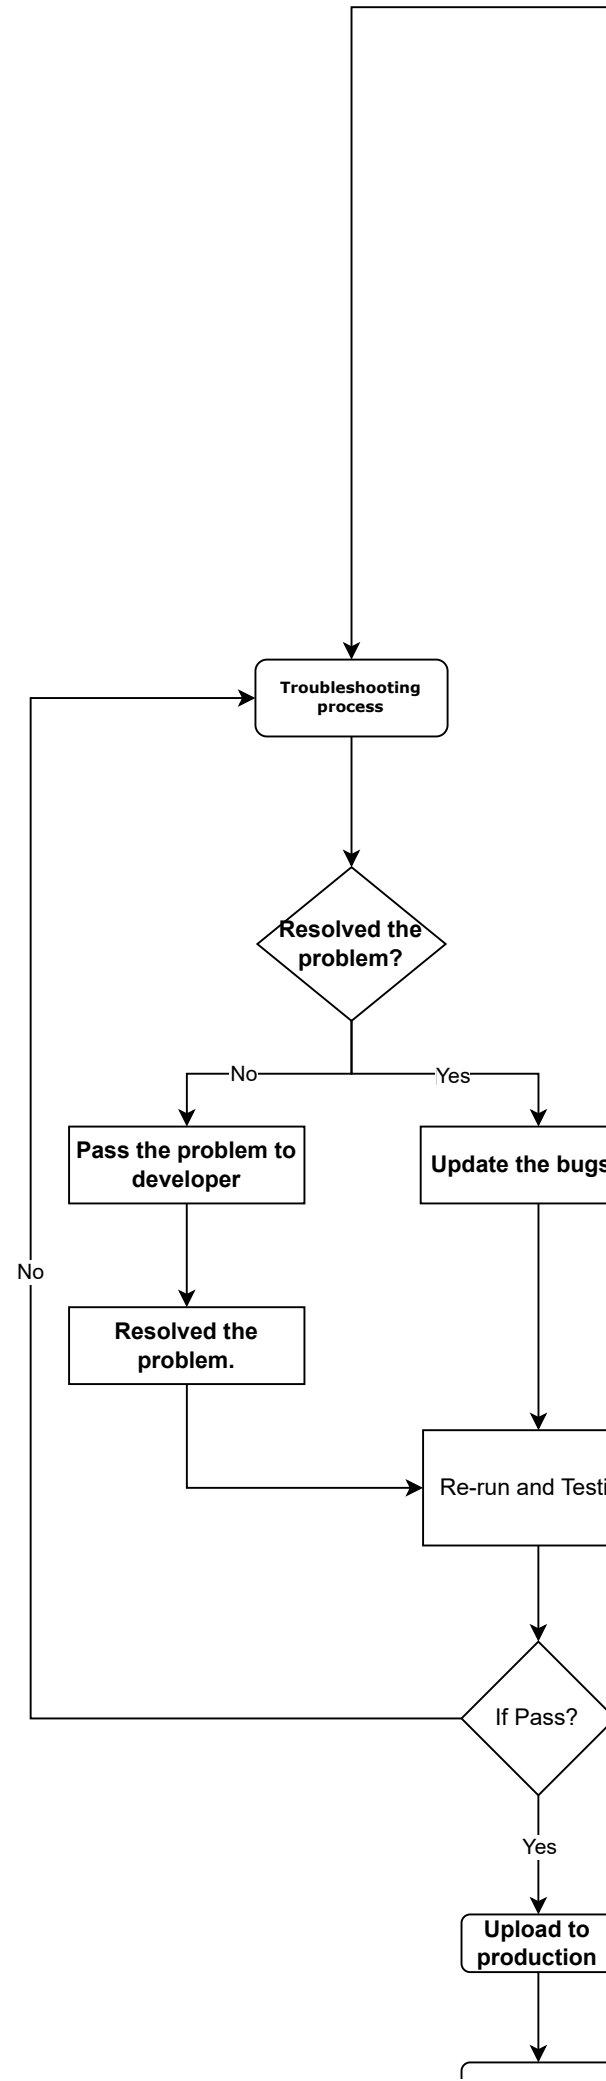 Troubleshooting
process
Resolved the
problem?
No
Yes
Pass the problem to
developer
Update the bugs
No
Resolved the
problem.
Re-run and Testi
If Pass?
Yes
Upload to
production